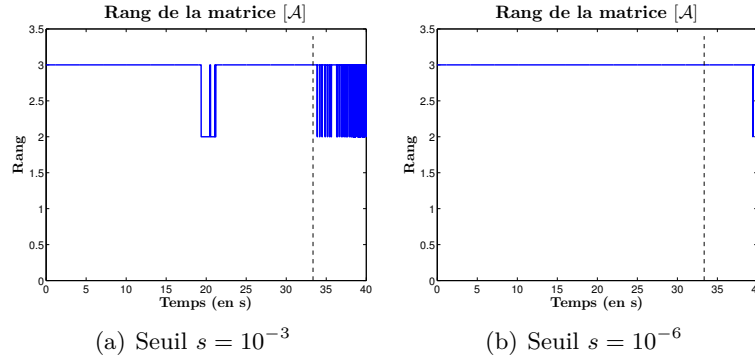 Rang de la matrice [𝒜]
3.5
3
2.5
2
1.5
1
0.5
0
Rang
0 5 10 15 20 25 30 35 40
Temps (en s)
(a) Seuil s = 10⁻³
Rang de la matrice [𝒜]
3.5
3
2.5
2
1.5
1
0.5
0
Rang
0 5 10 15 20 25 30 35
Temps (en s)
(b) Seuil s = 10⁻⁶